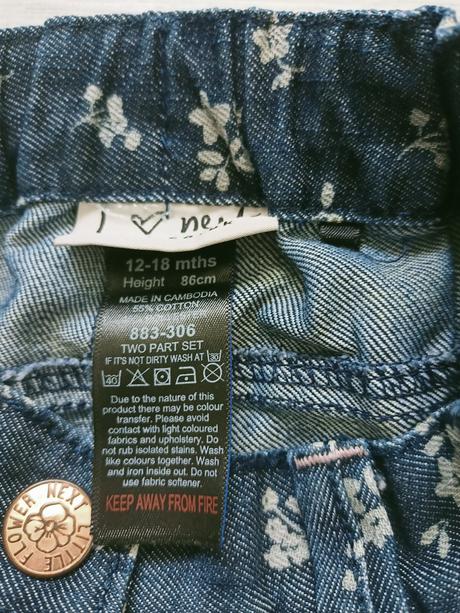 I ♡ next
12-18 mths
Height 86cm
MADE IN CAMBODIA
55% COTTON
883-306
TWO PART SET
IF IT'S NOT DIRTY WASH AT 30
40
Due to the nature of this
product there may be colour
transfer. Please avoid
contact with light coloured
fabrics and upholstery. Do
not rub isolated stains. Wash
like colours together. Wash
and iron inside out. Do not
use fabric softener.
KEEP AWAY FROM FIRE
NEXT LITTLE FLOWER